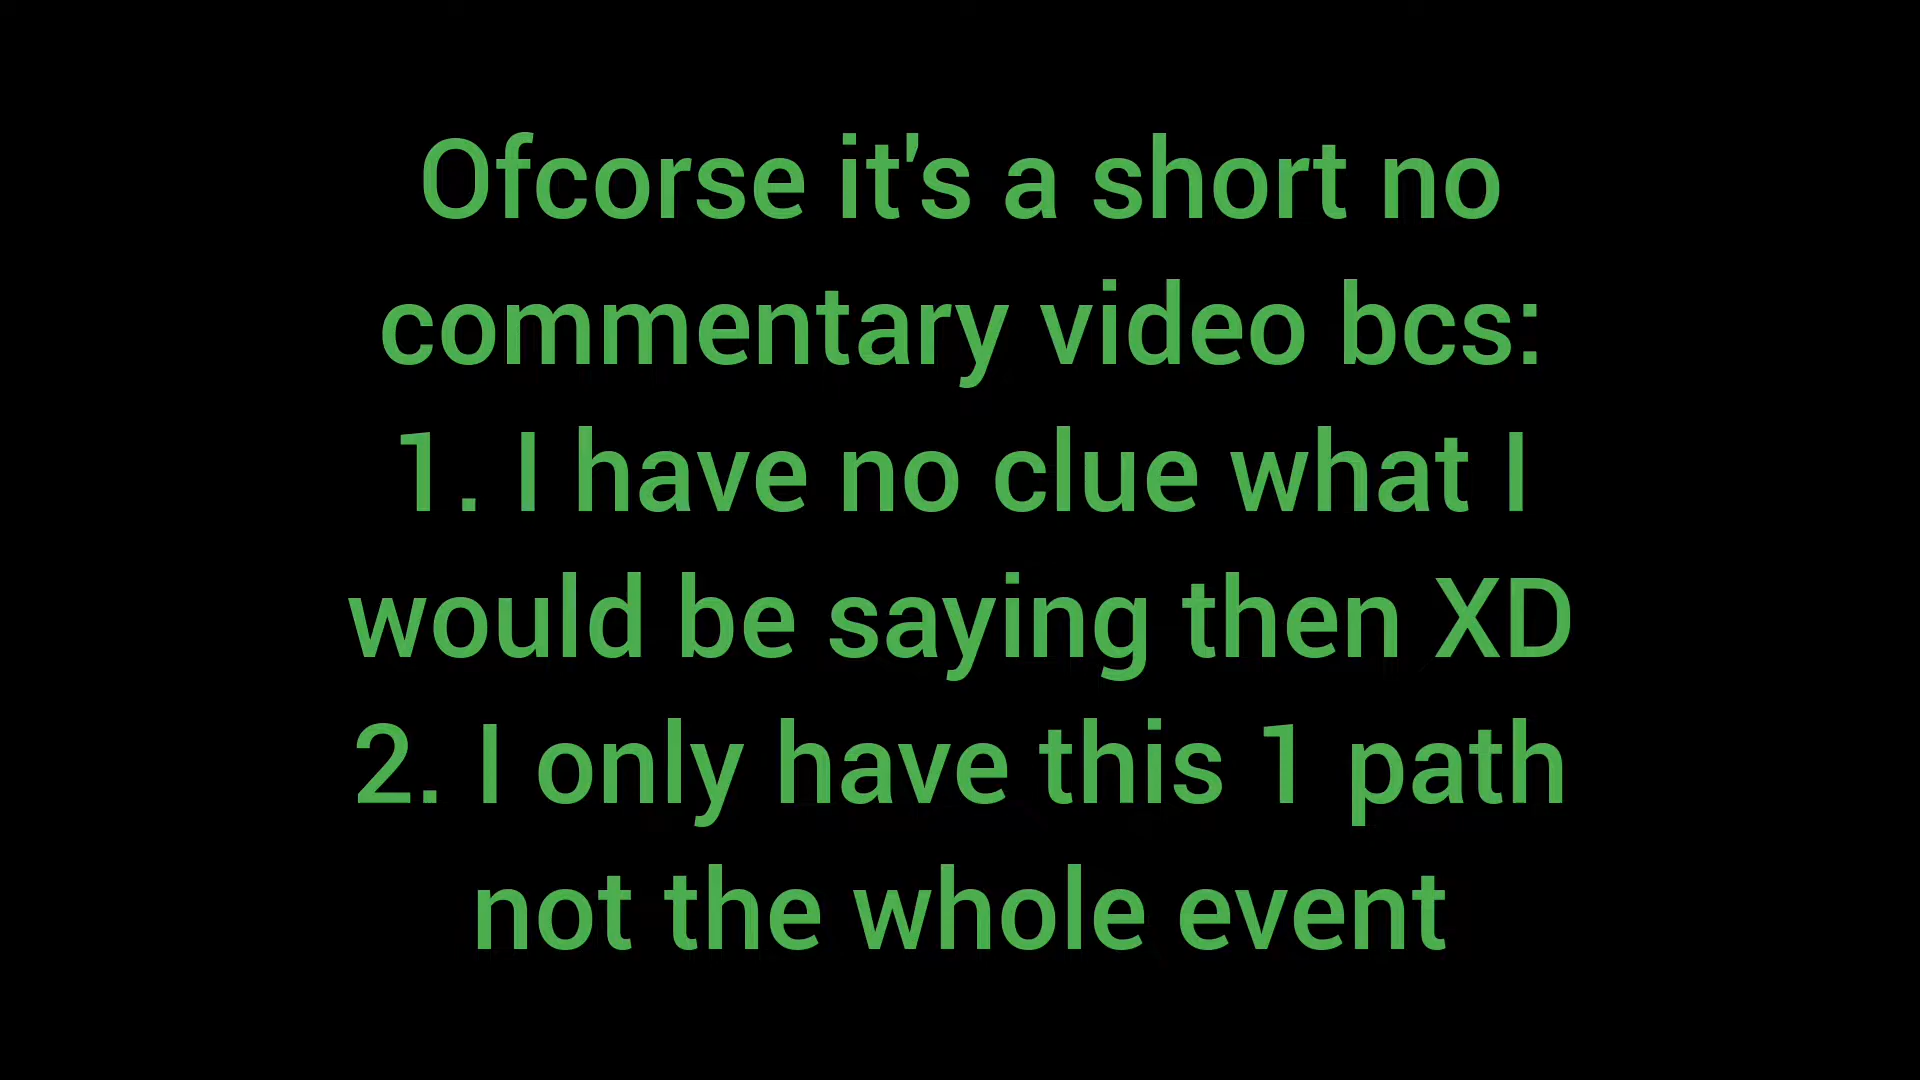 Ofcorse it's a short no
commentary video bcs:
1. I have no clue what I
would be saying then XD
2. I only have this 1 path
not the whole event